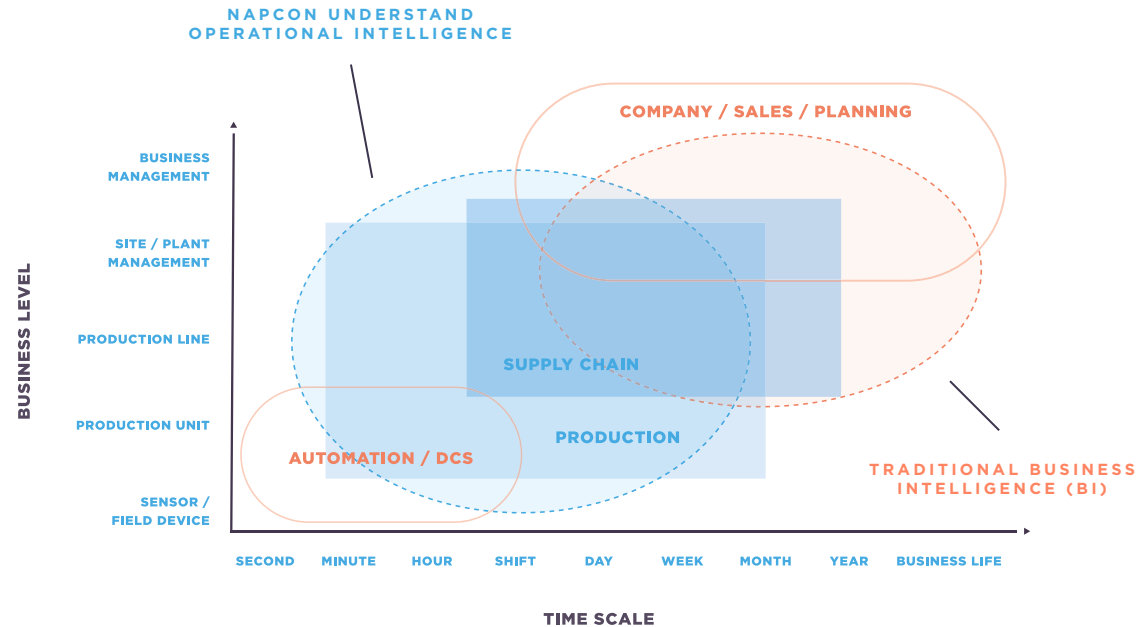 NAPCON UNDERSTAND
OPERATIONAL INTELLIGENCE
COMPANY / SALES / PLANNING
BUSINESS LEVEL
BUSINESS
MANAGEMENT
SITE / PLANT
MANAGEMENT
PRODUCTION LINE
PRODUCTION UNIT
SENSOR /
FIELD DEVICE
SUPPLY CHAIN
PRODUCTION
AUTOMATION / DCS
TRADITIONAL BUSINESS
INTELLIGENCE (BI)
SECOND MINUTE HOUR SHIFT DAY WEEK MONTH YEAR BUSINESS LIFE
TIME SCALE